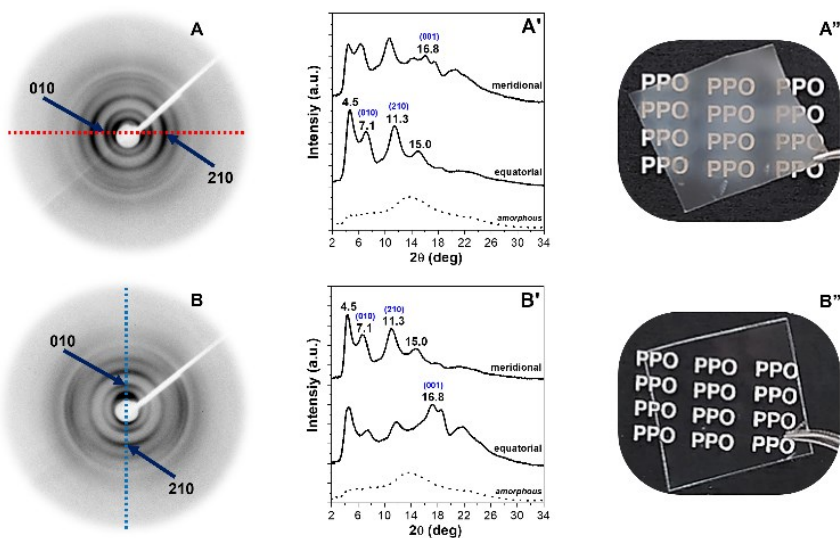 A
010
210
A'
(001)
16.8
meridional
4.5
(010)
7.1
(210)
11.3
15.0
equatorial
amorphous
Intensiy (a.u.)
2 6 10 14 18 22 26 30 34
2θ (deg)
A"
PPO PPO PPO
PPO PPO PPO
PPO PPO PPO
PPO PPO PPO
B
010
210
B'
4.5
(010)
7.1
(210)
11.3
15.0
meridional
(001)
16.8
equatorial
amorphous
Intensiy (a.u.)
2 6 10 14 18 22 26 30 34
2θ (deg)
B"
PPO PPO PPO
PPO PPO PPO
PPO PPO PPO
PPO PPO PPO